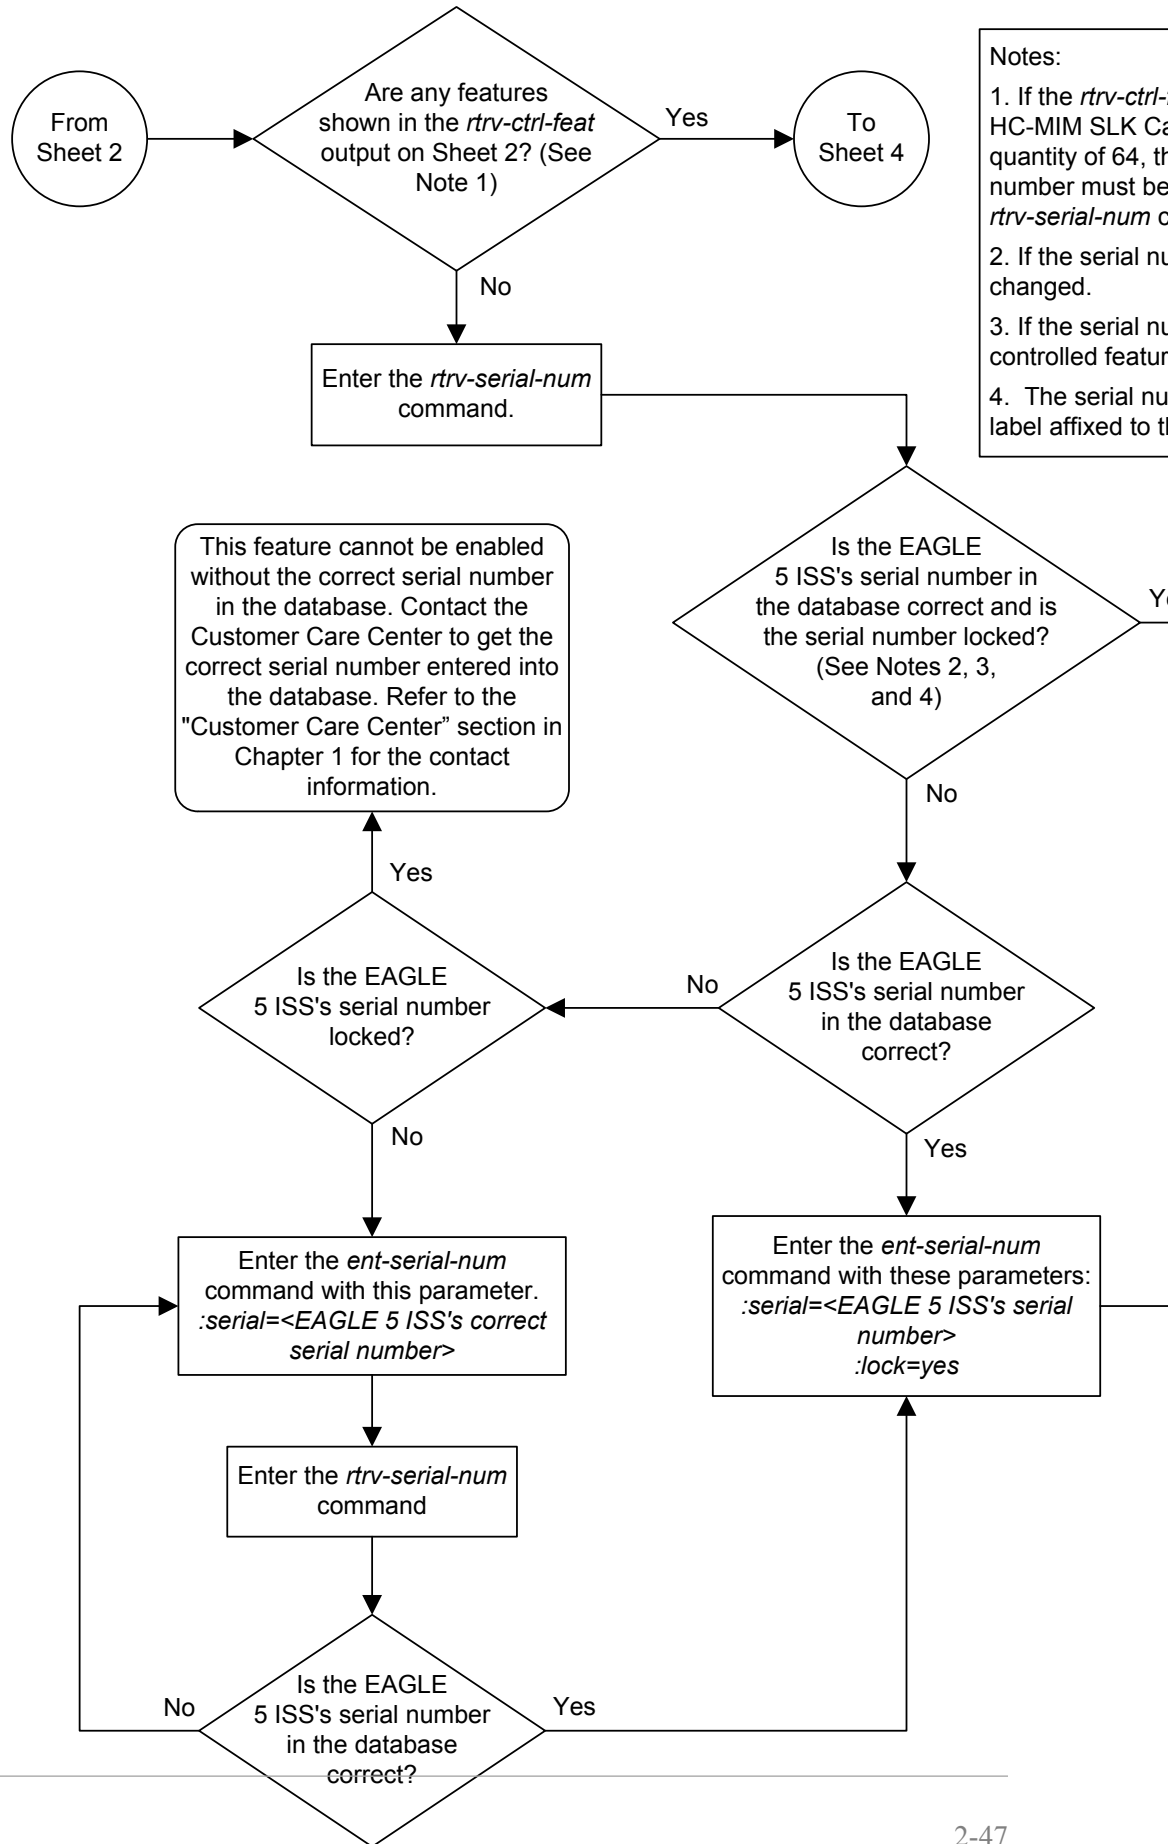 From
Sheet 2
Are any features
shown in the rtrv-ctrl-feat
output on Sheet 2? (See
Note 1)
Yes
To
Sheet 4
No
Notes:
1. If the rtrv-ctrl-
HC-MIM SLK
quantity of 64,
number must be
rtrv-serial-num
2. If the serial
changed.
3. If the serial
controlled
4. The serial
label affixed to
Enter the rtrv-serial-num
command.
Is the EAGLE
5 ISS's serial number in
the database correct and is
the serial number locked?
(See Notes 2, 3,
and 4)
No
This feature cannot be enabled
without the correct serial number
in the database. Contact the
Customer Care Center to get the
correct serial number entered into
the database. Refer to the
"Customer Care Center” section in
Chapter 1 for the contact
information.
Yes
Is the EAGLE
5 ISS's serial number
locked?
No
Is the EAGLE
5 ISS's serial number
in the database
correct?
No
Yes
Enter the ent-serial-num
command with this parameter.
:serial=<EAGLE 5 ISS's correct
serial number>
Enter the ent-serial-num
command with these parameters:
:serial=<EAGLE 5 ISS's serial
number>
:lock=yes
Enter the rtrv-serial-num
command
Is the EAGLE
5 ISS's serial number
in the database
correct?
No
Yes
2-47